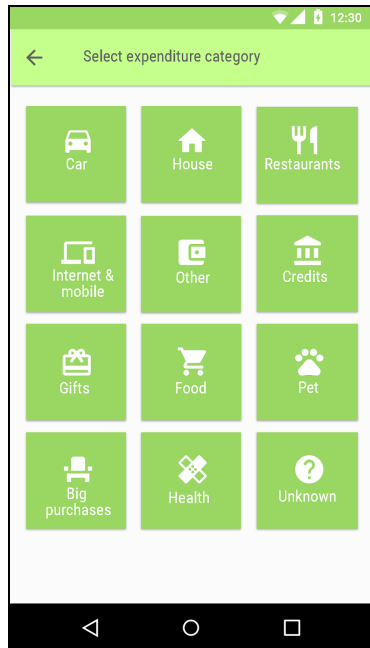 12:30
Select expenditure category
Car
House
Restaurants
Internet &
mobile
Other
Credits
Gifts
Food
Pet
Big
purchases
Health
Unknown